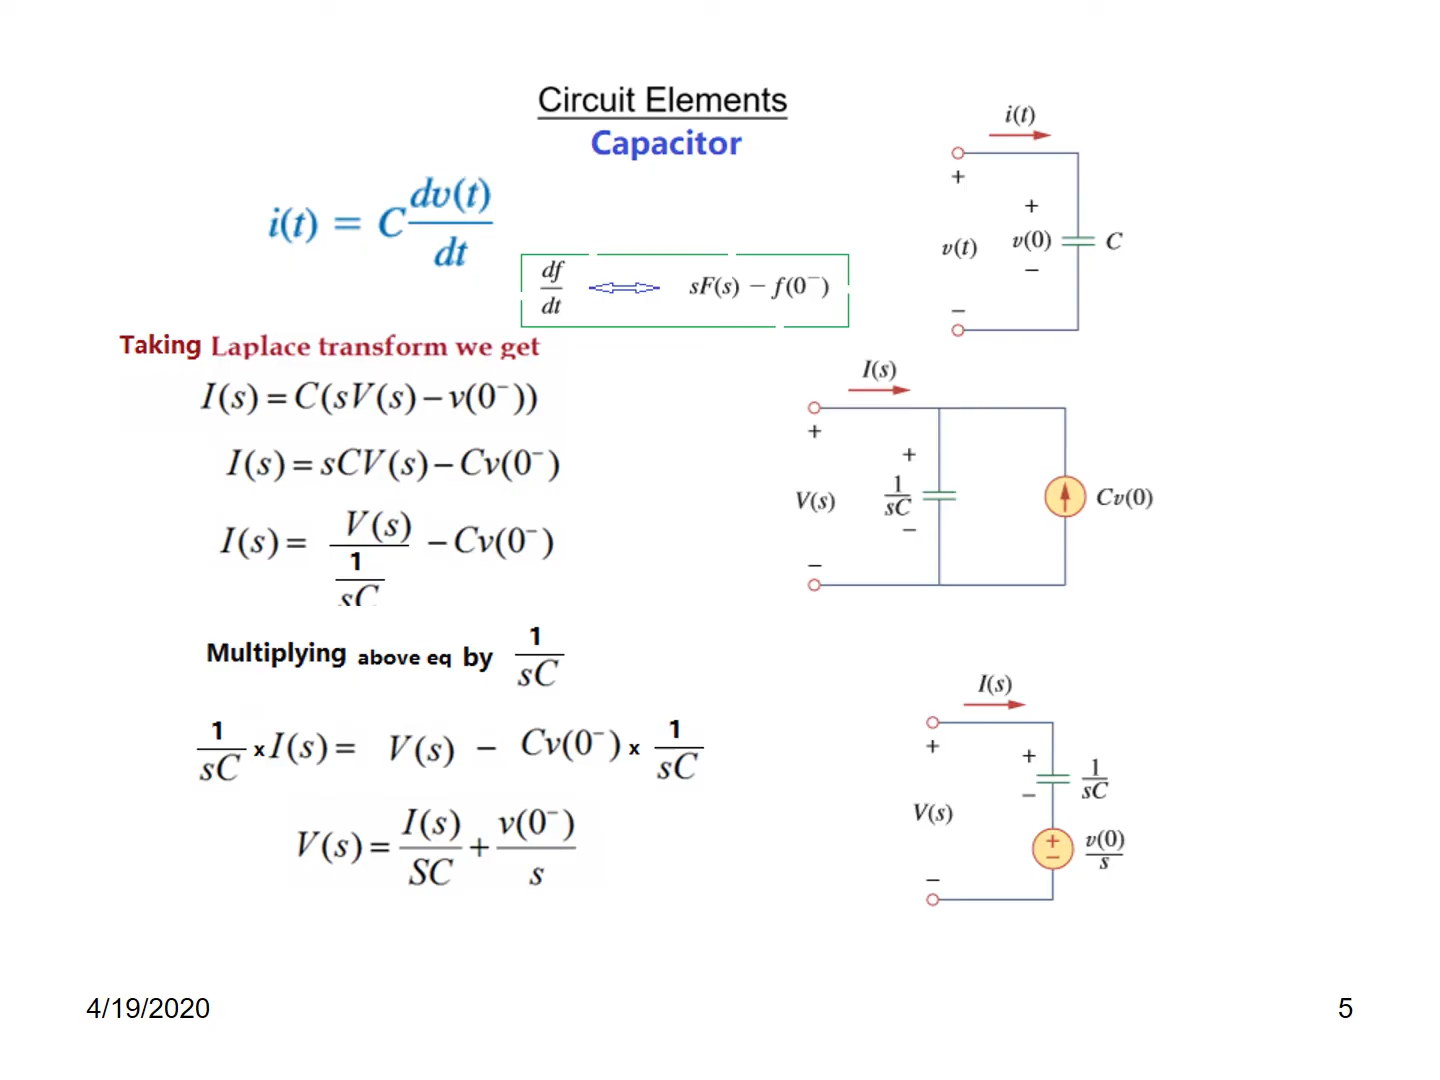 Circuit Elements
Capacitor
i(t) = C dv(t)/dt
df/dt ⟺ sF(s) − f(0⁻)
Taking Laplace transform we get
I(s) = C(sV(s) − v(0⁻))
I(s) = sCV(s) − Cv(0⁻)
I(s) = V(s)/(1/sC) − Cv(0⁻)
Multiplying above eq by 1/sC
1/sC x I(s) = V(s) − Cv(0⁻) x 1/sC
V(s) = I(s)/SC + v(0⁻)/s
i(t)
+
+
v(t) v(0) C
−
−
I(s)
+
+
V(s) 1/sC Cv(0)
−
−
I(s)
+ +
1/sC
−
V(s)
+
− v(0)/s
−
4/19/2020 5